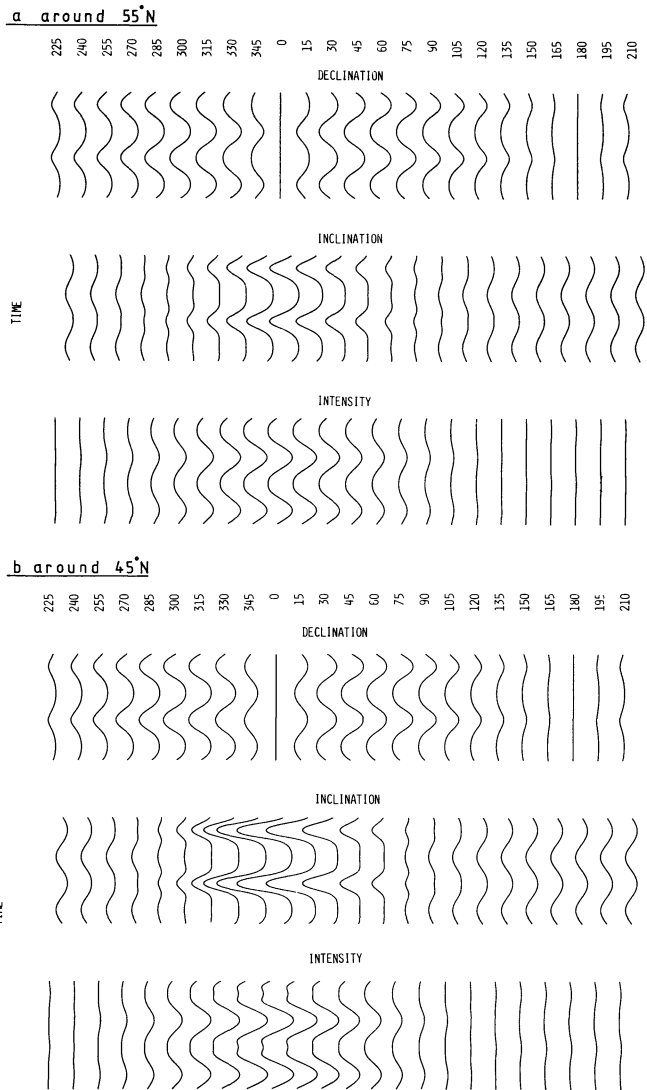 a around 55°N
225 240 255 270 285 300 315 330 345 0 15 30 45 60 75 90 105 120 135 150 165 180 195 210
DECLINATION
INCLINATION
TIME
INTENSITY
b around 45°N
225 240 255 270 285 300 315 330 345 0 15 30 45 60 75 90 105 120 135 150 165 180 195 210
DECLINATION
INCLINATION
INTENSITY